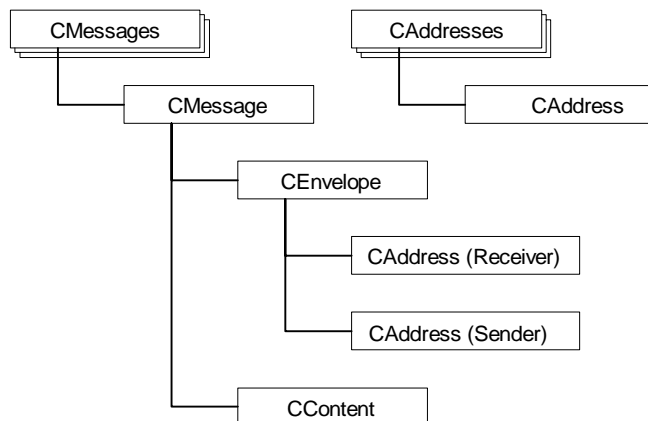 CMessages
CAddresses
CMessage
CAddress
CEnvelope
CAddress (Receiver)
CAddress (Sender)
CContent